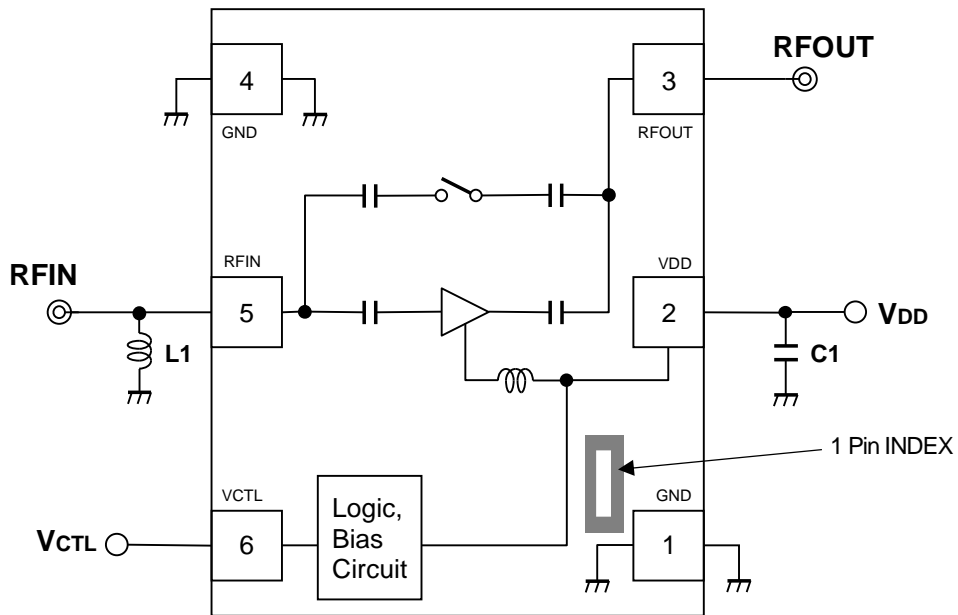 RFOUT
4
3
GND
RFOUT
RFIN
VDD
RFIN
5
2
VDD
L1
C1
1 Pin INDEX
VCTL
GND
Logic,
Bias
Circuit
VCTL
6
1